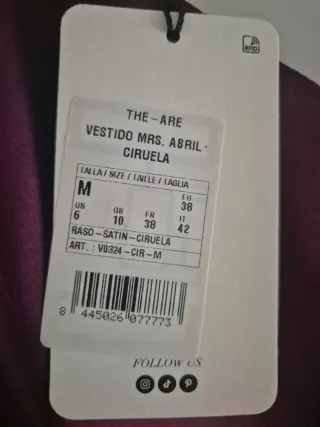 RFID
THE-ARE
VESTIDO MRS. ABRIL -
CIRUELA
TALLA / SIZE / TAILLE / TAGLIA
M EU
38
US GB FR IT
6 10 38 42
RASO-SATIN-CIRUELA
ART. : V0324-CIR-M
8 445026 077773
FOLLOW US